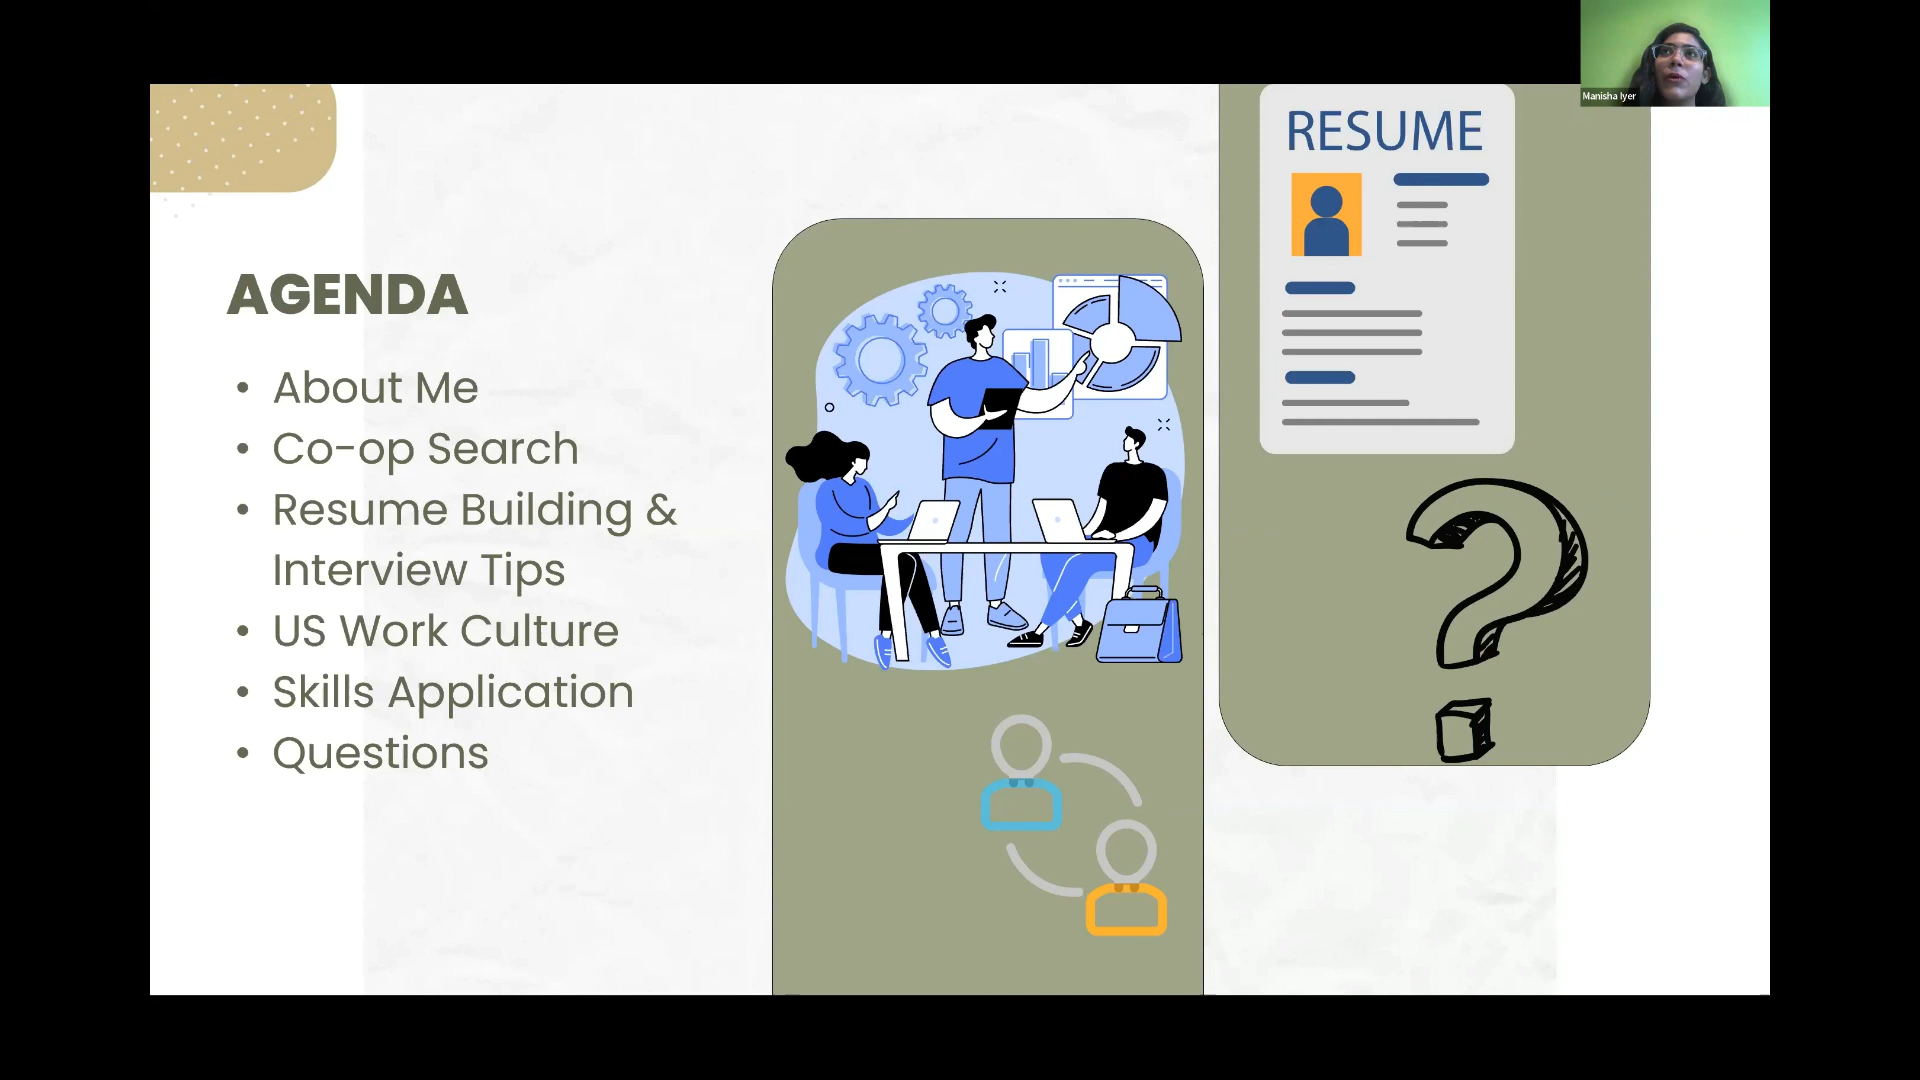 Manisha Iyer
RESUME
AGENDA
• About Me
• Co-op Search
• Resume Building &
Interview Tips
• US Work Culture
• Skills Application
• Questions
?